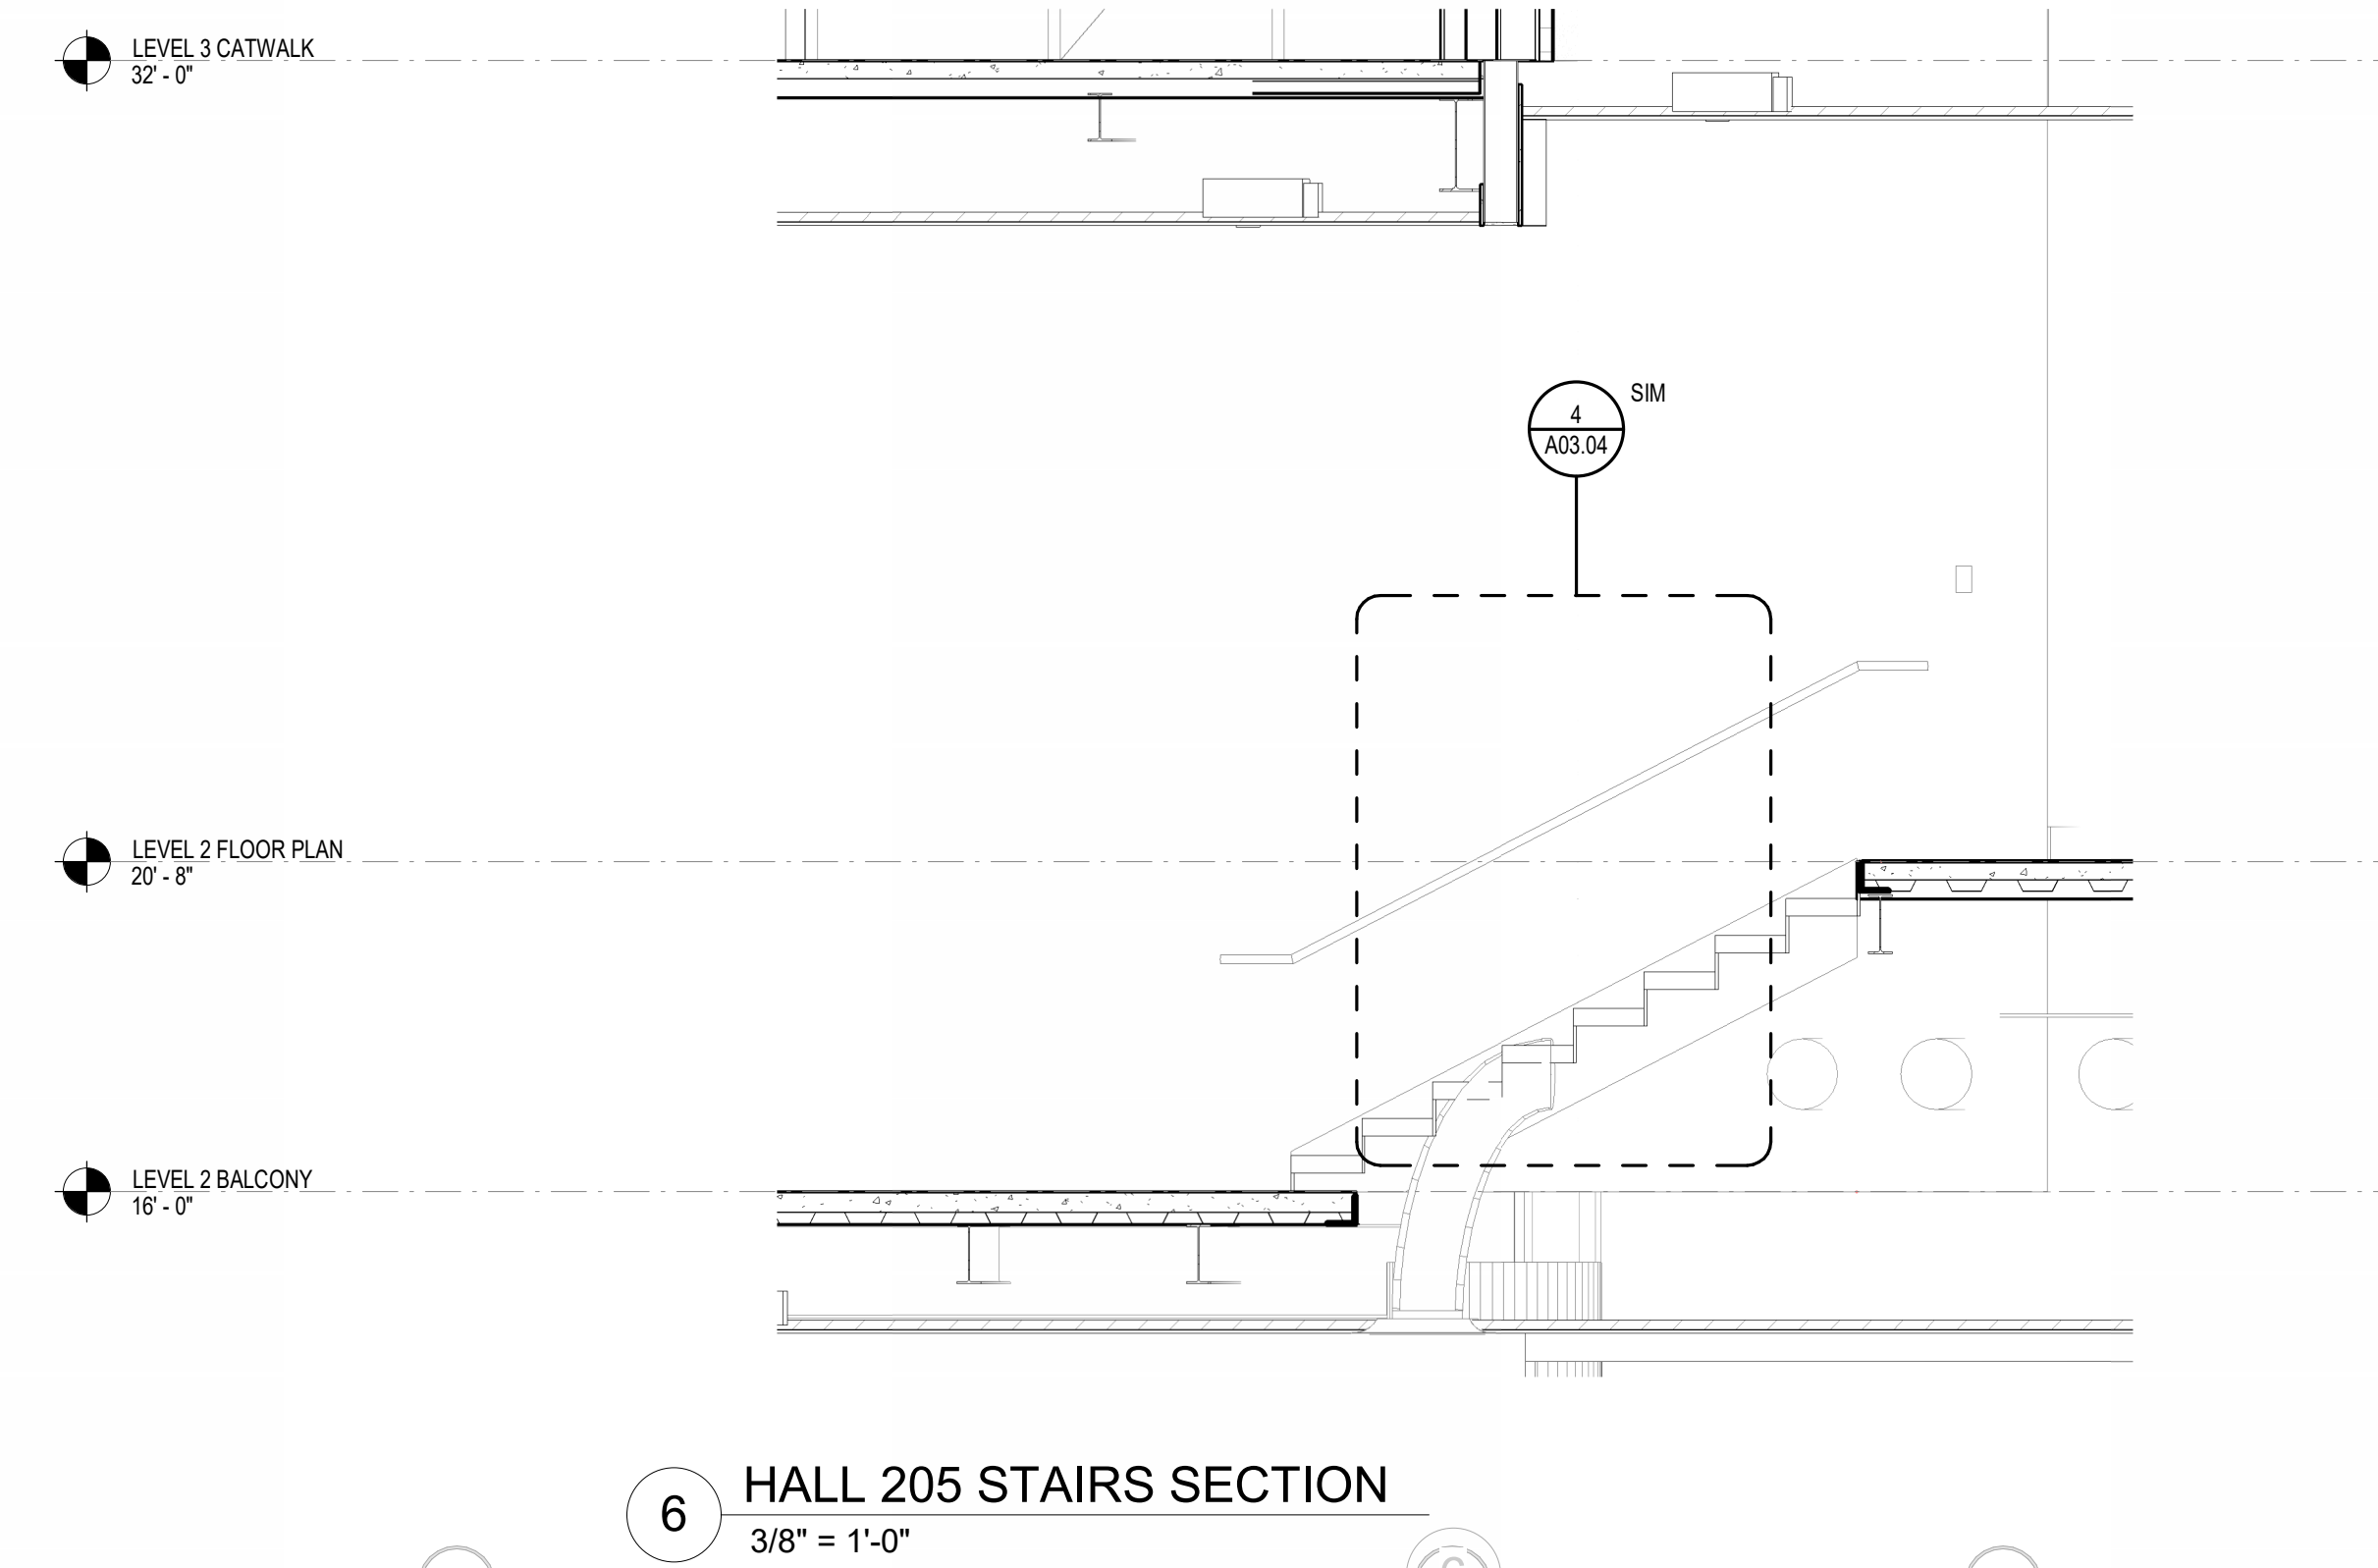 LEVEL 3 CATWALK
32' - 0"
SIM
4
A03.04
LEVEL 2 FLOOR PLAN
20' - 8"
LEVEL 2 BALCONY
16' - 0"
6
HALL 205 STAIRS SECTION
3/8" = 1'-0"